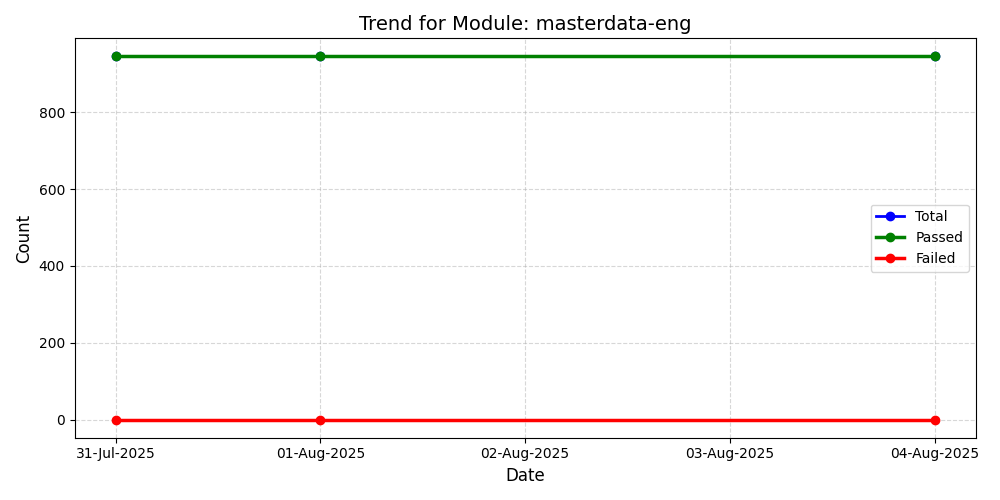 Trend for Module: masterdata-eng
Count
800
600
400
200
0
Total
Passed
Failed
31-Jul-2025 01-Aug-2025 02-Aug-2025 03-Aug-2025 04-Aug-2025
Date